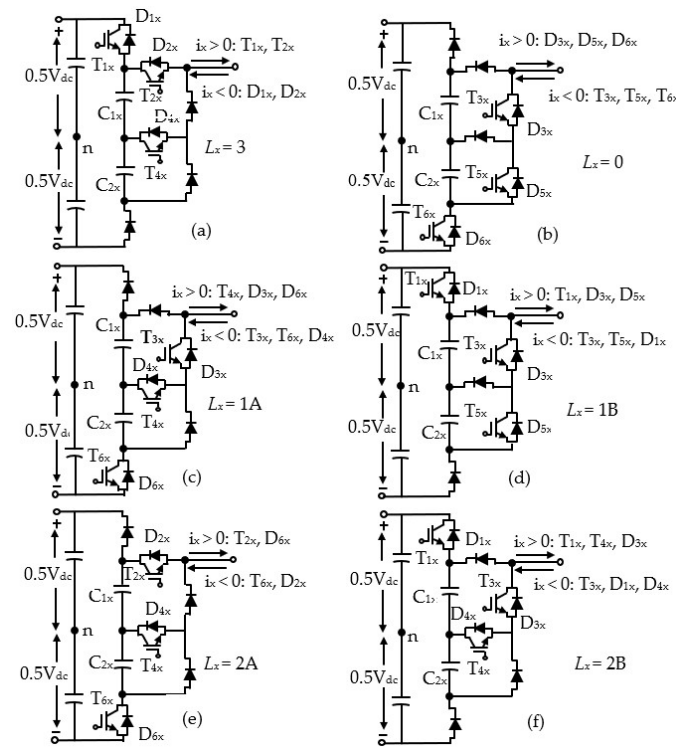 D1x
+
0.5Vdc
T1x
D2x
ix>0: T1x, T2x
T2x
ix<0: D1x, D2x
C1x
D4x
n
Lx= 3
T4x
0.5Vdc
C2x
(a)
ix>0: D3x, D5x, D6x
+
0.5Vdc
T3x
ix<0: T3x, T5x, T6x
C1x
D3x
n
Lx= 0
0.5Vdc
C2x
T5x
D5x
T6x
D6x
(b)
+
ix>0: T4x, D3x, D6x
0.5Vdc
C1x
T3x
ix<0: T3x, T6x, D4x
D4x
D3x
n
Lx= 1A
0.5Vd
C2x
T4x
T6x
D6x
(c)
T1x
D1x
+
ix>0: T1x, D3x, D5x
0.5Vdc
T3x
ix<0: T3x, T5x, D1x
C1x
D3x
n
T5x
Lx= 1B
0.5Vdc
C2x
D5x
(d)
+
D2x
ix>0: T2x, D6x
0.5Vdc
T2x
ix<0: T6x, D2x
C1x
D4x
n
0.5Vdc
C2x
T4x
Lx= 2A
T6x
D6x
(e)
+
D1x
ix>0: T1x, T4x, D3x
T1x
0.5Vdc
T3x
ix<0: T3x, D1x, D4x
C1x
D4x
D3x
n
0.5Vdc
T4x
Lx= 2B
C2x
(f)